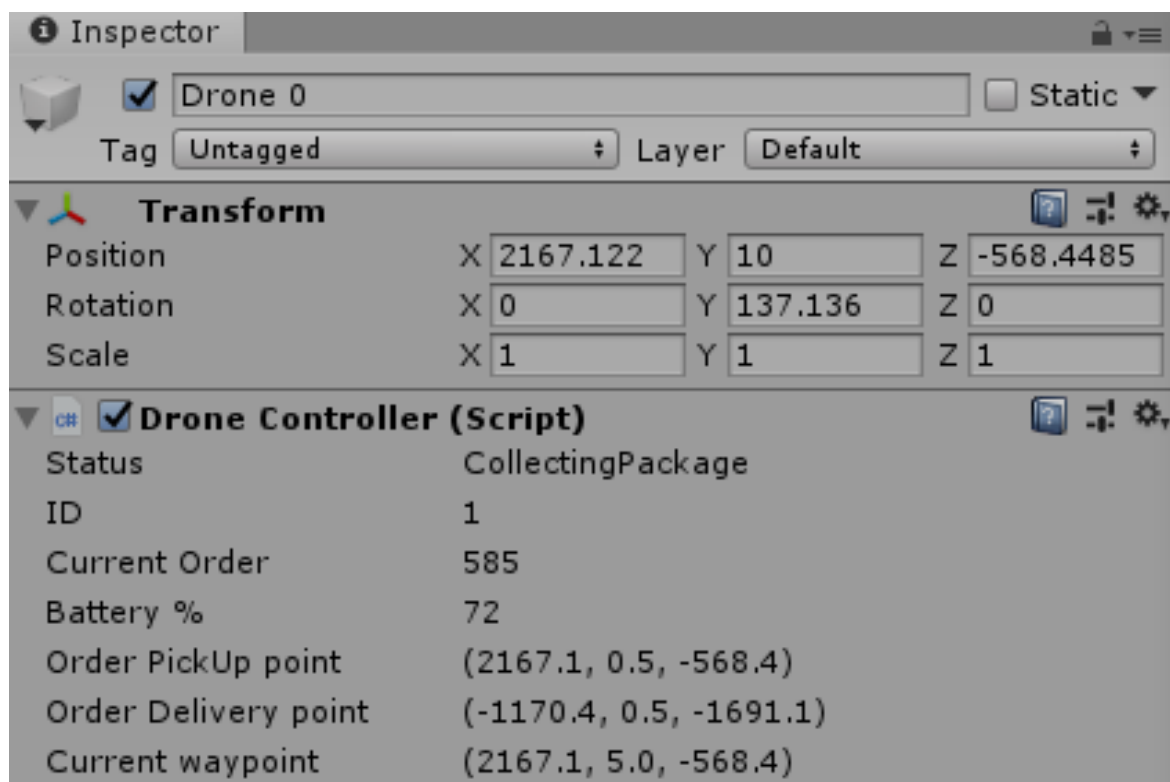 Inspector
Drone 0 Static
Tag Untagged Layer Default
Transform
Position X 2167.122 Y 10 Z -568.4485
Rotation X 0 Y 137.136 Z 0
Scale X 1 Y 1 Z 1
C# Drone Controller (Script)
Status CollectingPackage
ID 1
Current Order 585
Battery % 72
Order PickUp point (2167.1, 0.5, -568.4)
Order Delivery point (-1170.4, 0.5, -1691.1)
Current waypoint (2167.1, 5.0, -568.4)